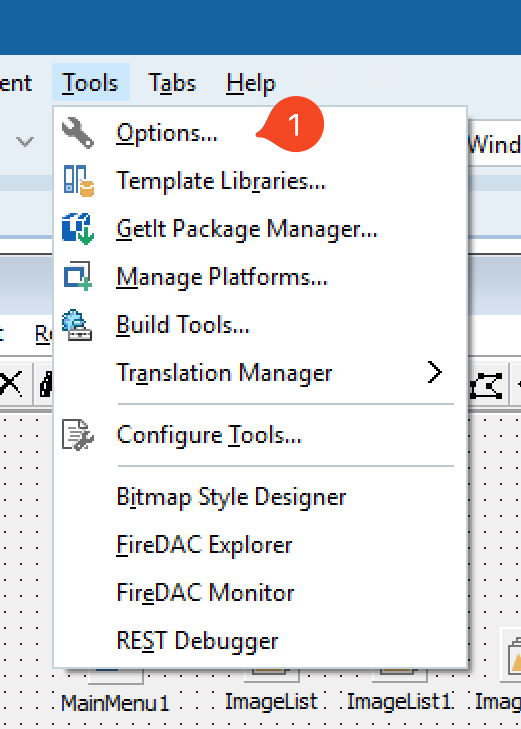 ent Tools Tabs Help
Options... 1
Wind
Template Libraries...
GetIt Package Manager...
Manage Platforms...
Build Tools...
Translation Manager
Configure Tools...
Bitmap Style Designer
FireDAC Explorer
FireDAC Monitor
REST Debugger
MainMenu1 ImageList ImageList1 Imag